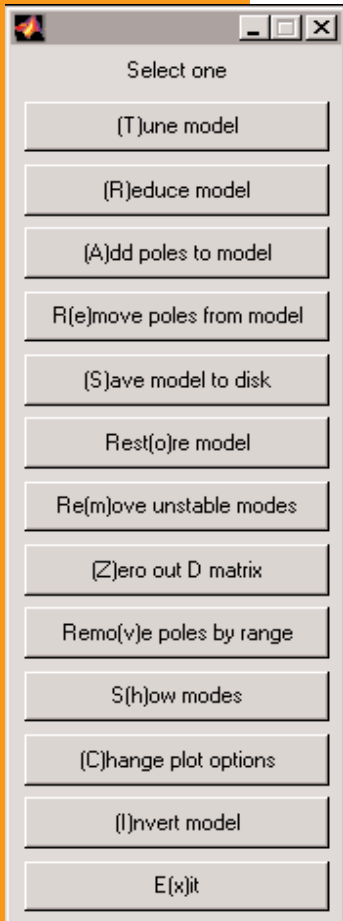 Select one
(T)une model
(R)educe model
(A)dd poles to model
R(e)move poles from model
(S)ave model to disk
Rest(o)re model
Re(m)ove unstable modes
(Z)ero out D matrix
Remo(v)e poles by range
S(h)ow modes
(C)hange plot options
(I)nvert model
E(x)it